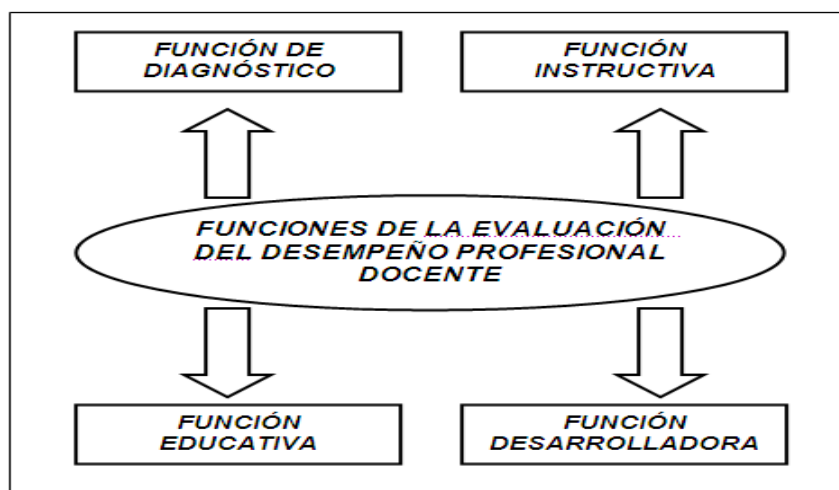 FUNCIÓN DE
DIAGNÓSTICO
FUNCIÓN
INSTRUCTIVA
FUNCIONES DE LA EVALUACIÓN
DEL DESEMPEÑO PROFESIONAL
DOCENTE
FUNCIÓN
EDUCATIVA
FUNCIÓN
DESARROLLADORA